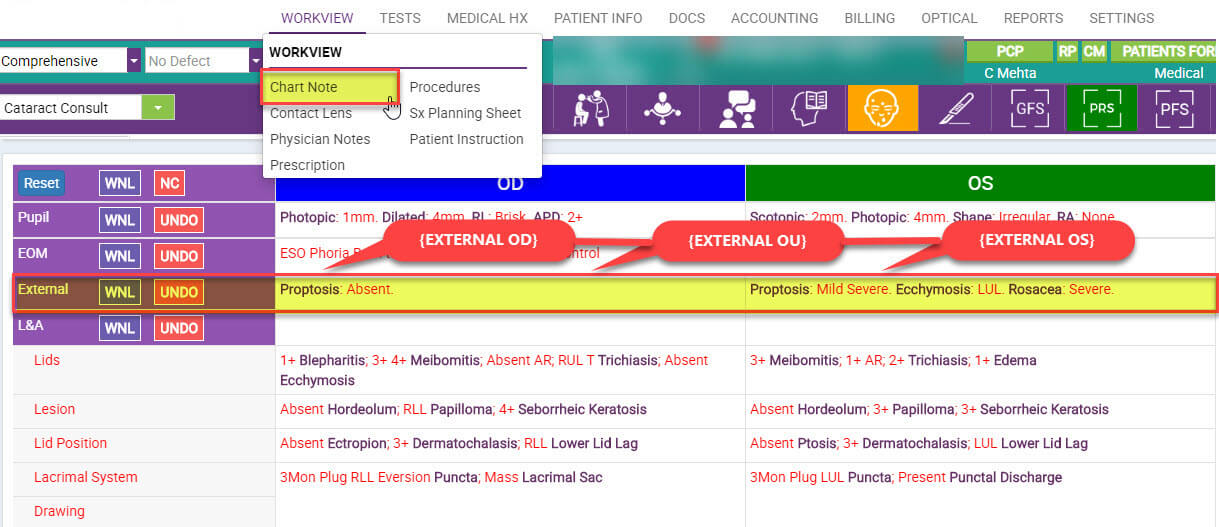 WORKVIEW TESTS MEDICAL HX PATIENT INFO DOCS ACCOUNTING BILLING OPTICAL REPORTS SETTINGS
WORKVIEW
Chart Note Procedures
Contact Lens Sx Planning Sheet
Physician Notes Patient Instruction
Prescription
Comprehensive No Defect
PCP RP CM PATIENTS FOR
C Mehta Medical
Cataract Consult
GFS PRS PFS
Reset WNL NC OD OS
Pupil WNL UNDO Photopic: 1mm. Dilated: 4mm. RL: Brisk. APD: 2+ Scotopic: 2mm. Photopic: 4mm. Shape: Irregular. RA: None.
{EXTERNAL OD} {EXTERNAL OU} {EXTERNAL OS}
EOM WNL UNDO ESO Phoria
External WNL UNDO Proptosis: Absent. Proptosis: Mild Severe. Ecchymosis: LUL. Rosacea: Severe.
L&A WNL UNDO
Lids 1+ Blepharitis; 3+ 4+ Meibomitis; Absent AR; RUL T Trichiasis; Absent 3+ Meibomitis; 1+ AR; 2+ Trichiasis; 1+ Edema
Ecchymosis
Lesion Absent Hordeolum; RLL Papilloma; 4+ Seborrheic Keratosis Absent Hordeolum; 3+ Papilloma; 3+ Seborrheic Keratosis
Lid Position Absent Ectropion; 3+ Dermatochalasis; RLL Lower Lid Lag Absent Ptosis; 3+ Dermatochalasis; LUL Lower Lid Lag
Lacrimal System 3Mon Plug RLL Eversion Puncta; Mass Lacrimal Sac 3Mon Plug LUL Puncta; Present Punctal Discharge
Drawing